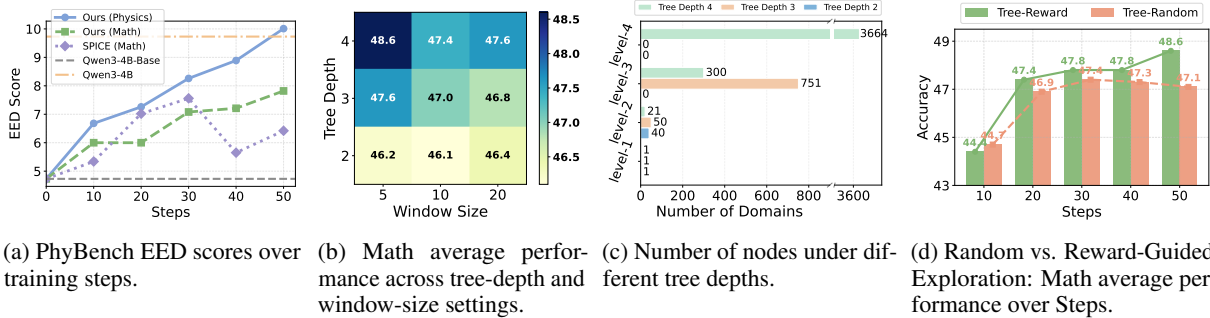 Ours (Physics)
Ours (Math)
SPICE (Math)
Qwen3-4B-Base
Qwen3-4B
EED Score
10
9
8
7
6
5
0 10 20 30 40 50
Steps
Tree Depth
4
3
2
48.6 47.4 47.6
47.6 47.0 46.8
46.2 46.1 46.4
5 10 20
Window Size
48.5
48.0
47.5
47.0
46.5
Tree Depth 4 Tree Depth 3 Tree Depth 2
level-4
level-3
level-2
level-1
3664
0
0
300
751
0
21
50
40
1
1
1
0 200 400 600 800 3600
Number of Domains
Tree-Reward Tree-Random
Accuracy
49
47
45
43
44.4 44.7 47.4 46.9 47.8 47.4 47.8 47.3 48.6 47.1
10 20 30 40 50
Steps
(a) PhyBench EED scores over
training steps.
(b) Math average perfor-
mance across tree-depth and
window-size settings.
(c) Number of nodes under dif-
ferent tree depths.
(d) Random vs. Reward-Guided
Exploration: Math average per-
formance over Steps.